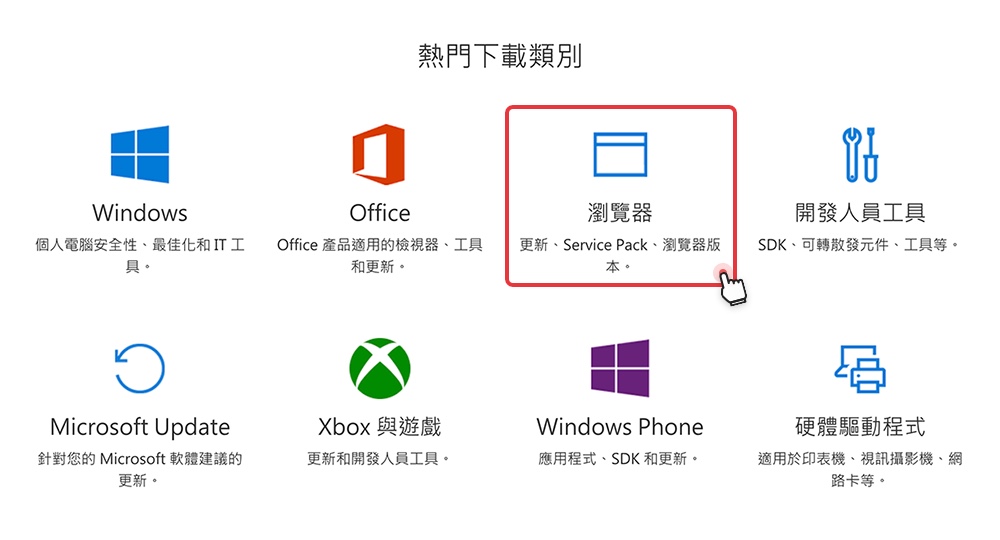 熱門下載類別
Windows
個人電腦安全性、最佳化和 IT 工
具。
Office
Office 產品適用的檢視器、工具
和更新。
瀏覽器
更新、Service Pack、瀏覽器版
本。
開發人員工具
SDK、可轉散發元件、工具等。
Microsoft Update
針對您的 Microsoft 軟體建議的
更新。
Xbox 與遊戲
更新和開發人員工具。
Windows Phone
應用程式、SDK 和更新。
硬體驅動程式
適用於印表機、視訊攝影機、網
路卡等。